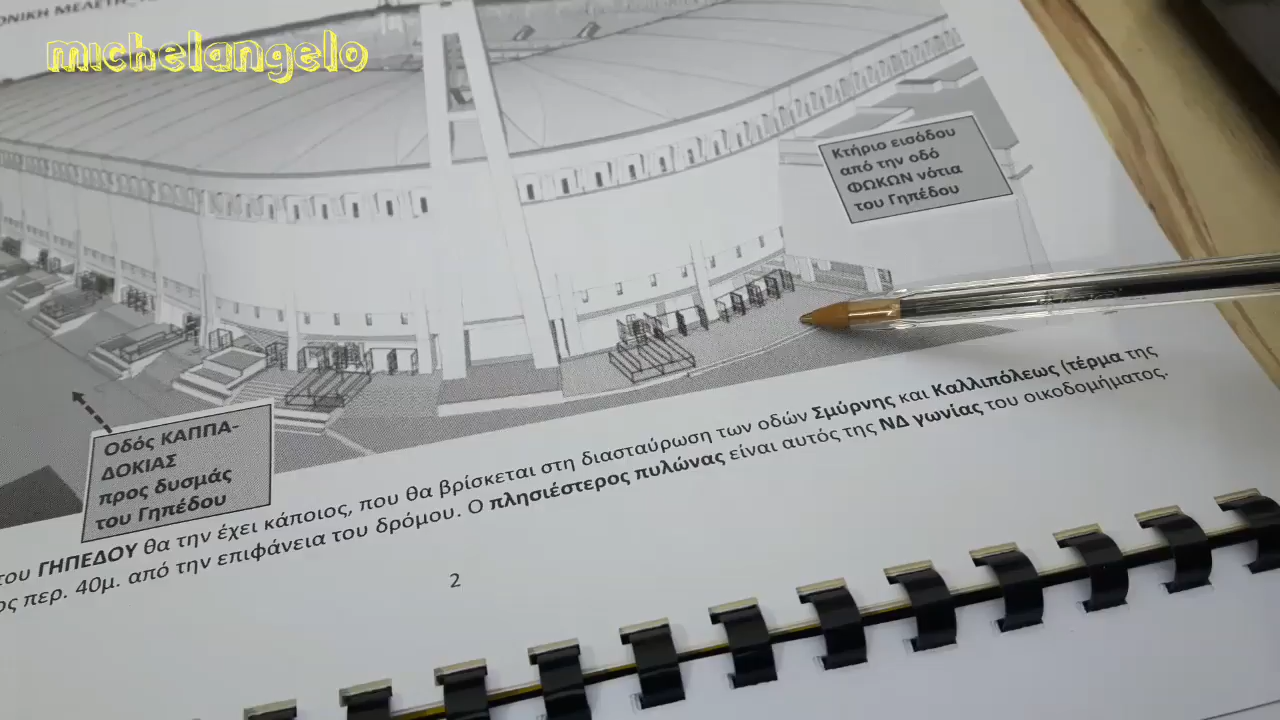 ΟΝΙΚΗ ΜΕΛΕΤΗ
michelangelo
Κτήριο εισόδου
από την οδό
ΦΩΚΩΝ νότια
του Γηπέδου
Οδός ΚΑΠΠΑ-
ΔΟΚΙΑΣ
προς δυσμάς
του Γηπέδου
του ΓΗΠΕΔΟΥ θα την έχει κάποιος, που θα βρίσκεται στη διασταύρωση των οδών Σμύρνης και Καλλιπόλεως (τέρμα της
ος περ. 40μ. από την επιφάνεια του δρόμου. Ο πλησιέστερος πυλώνας είναι αυτός της ΝΔ γωνίας του οικοδομήματος.
2